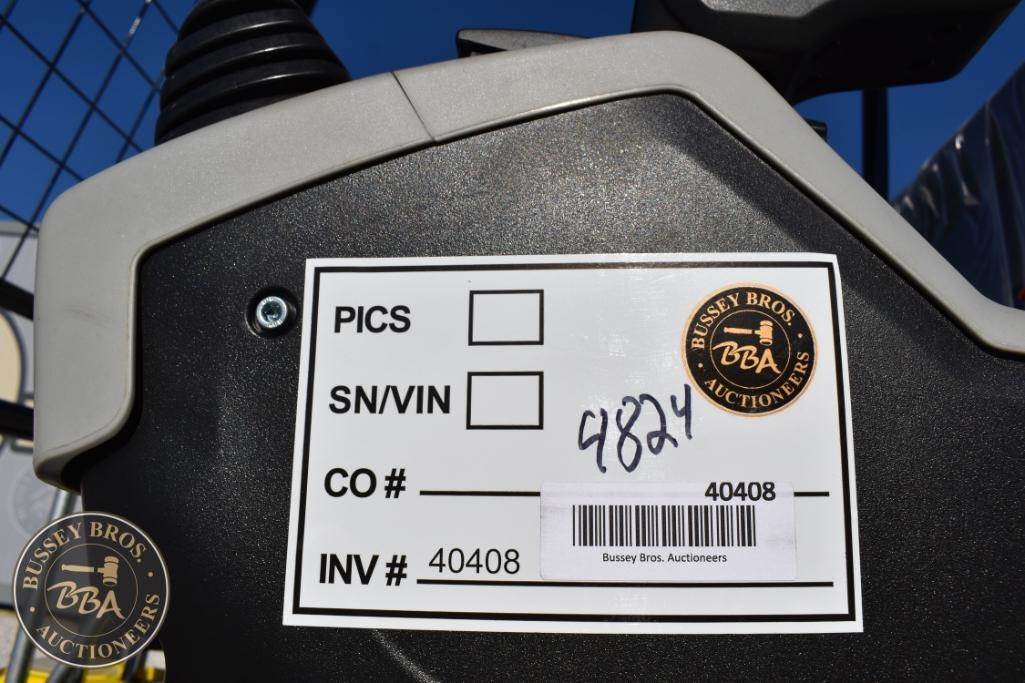 PICS
BUSSEY BROS.
BBA
AUCTIONEERS
SN/VIN
4824
CO #
40408
Bussey Bros. Auctioneers
INV # 40408
BUSSEY BROS.
BBA
AUCTIONEERS